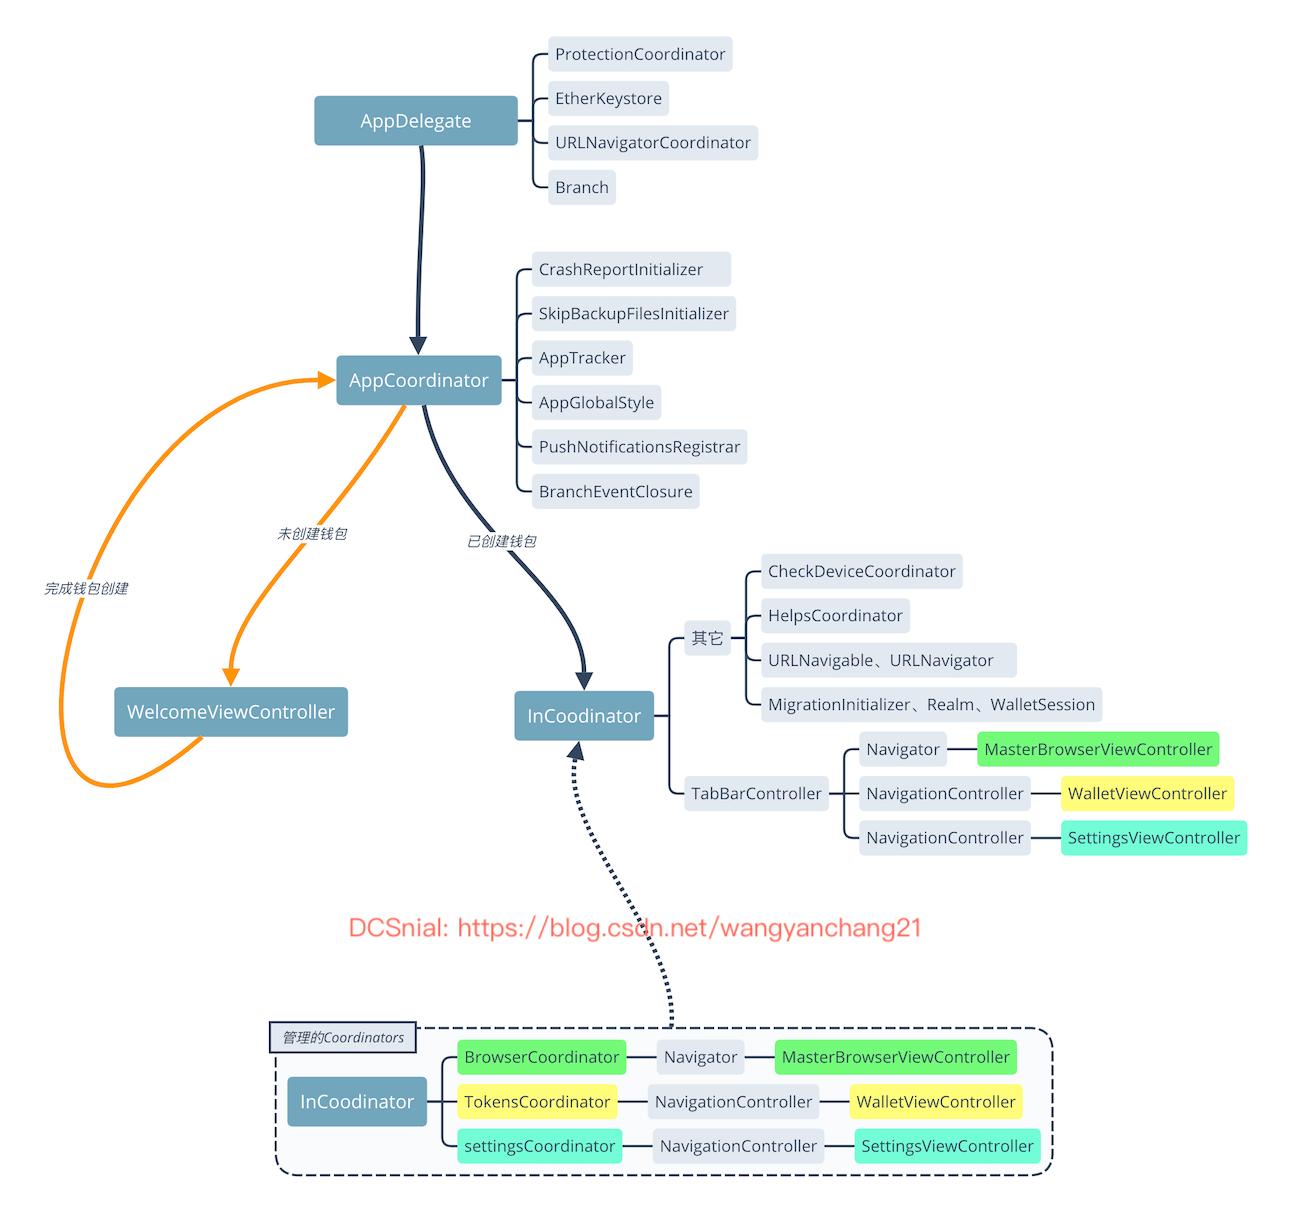 ProtectionCoordinator
EtherKeystore
AppDelegate
URLNavigatorCoordinator
Branch
CrashReportInitializer
SkipBackupFilesInitializer
AppTracker
AppCoordinator
AppGlobalStyle
PushNotificationsRegistrar
BranchEventClosure
未创建钱包
已创建钱包
完成钱包创建
CheckDeviceCoordinator
HelpsCoordinator
其它
URLNavigable、URLNavigator
MigrationInitializer、Realm、WalletSession
WelcomeViewController
InCoodinator
Navigator
MasterBrowserViewController
TabBarController
NavigationController
WalletViewController
NavigationController
SettingsViewController
DCSnial: https://blog.csdn.net/wangyanchang21
管理的Coordinators
BrowserCoordinator
Navigator
MasterBrowserViewController
InCoodinator
TokensCoordinator
NavigationController
WalletViewController
settingsCoordinator
NavigationController
SettingsViewController